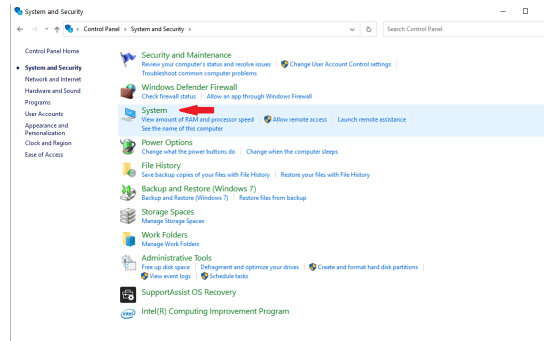 System and Security
Control Panel > System and Security >
Search Control Panel
Control Panel Home
System and Security
Network and Internet
Hardware and Sound
Programs
User Accounts
Appearance and
Personalization
Clock and Region
Ease of Access
Security and Maintenance
Review your computer's status and resolve issues | Change User Account Control settings |
Troubleshoot common computer problems
Windows Defender Firewall
Check firewall status | Allow an app through Windows Firewall
System
View amount of RAM and processor speed | Allow remote access | Launch remote assistance |
See the name of this computer
Power Options
Change what the power buttons do | Change when the computer sleeps
File History
Save backup copies of your files with File History | Restore your files with File History
Backup and Restore (Windows 7)
Backup and Restore (Windows 7) | Restore files from backup
Storage Spaces
Manage Storage Spaces
Work Folders
Manage Work Folders
Administrative Tools
Free up disk space | Defragment and optimize your drives | Create and format hard disk partitions |
View event logs | Schedule tasks
SupportAssist OS Recovery
intel
Intel(R) Computing Improvement Program